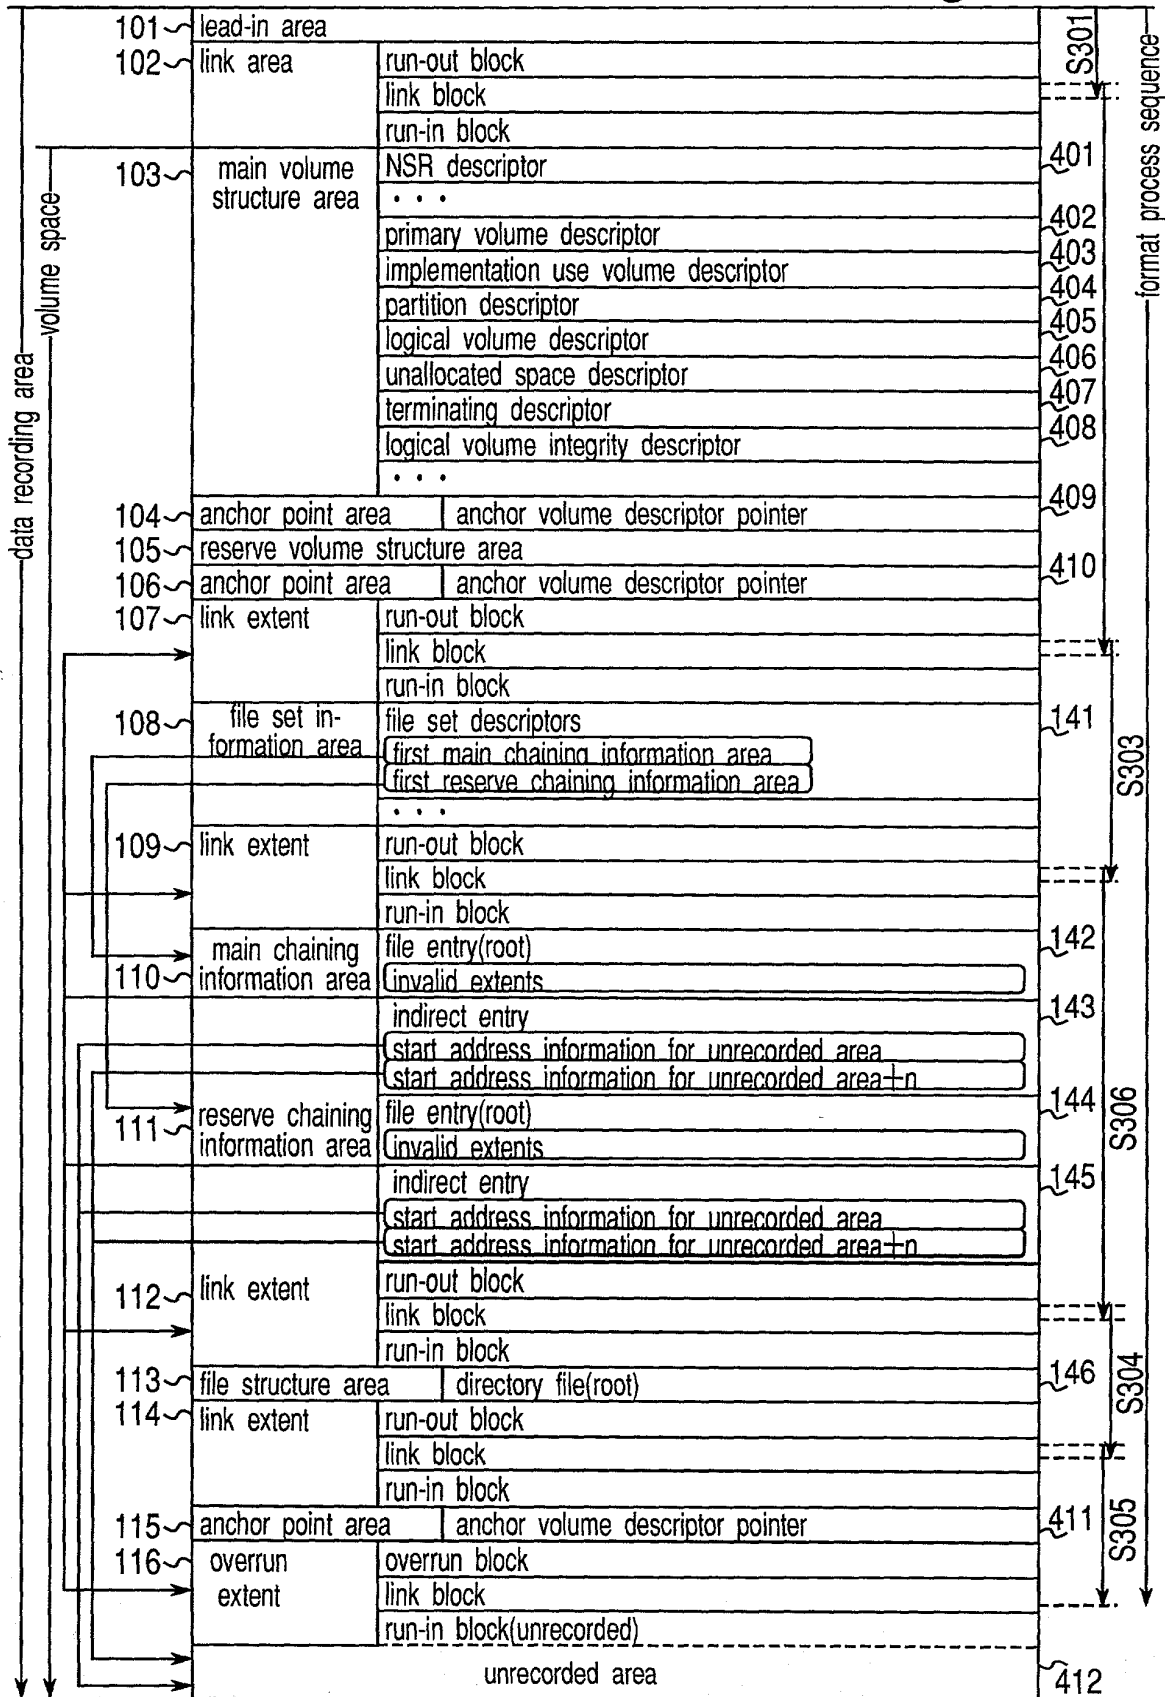 101 lead-in area
S301
102 link area run-out block
link block
run-in block
401
103 main volume structure area NSR descriptor
. . .
402
primary volume descriptor
403
implementation use volume descriptor
404
partition descriptor
405
logical volume descriptor
406
unallocated space descriptor
407
terminating descriptor
408
logical volume integrity descriptor
. . .
409
104 anchor point area anchor volume descriptor pointer
105 reserve volume structure area
410
106 anchor point area anchor volume descriptor pointer
107 link extent run-out block
link block
run-in block
108 file set in-formation area file set descriptors 141
first main chaining information area
first reserve chaining information area
. . .
S303
109 link extent run-out block
link block
run-in block
142
110 main chaining information area file entry(root)
invalid extents
143
indirect entry
start address information for unrecorded area
start address information for unrecorded area+n
144
111 reserve chaining information area file entry(root)
invalid extents
S306
145
indirect entry
start address information for unrecorded area
start address information for unrecorded area+n
112 link extent run-out block
link block
run-in block
146
S304
113 file structure area directory file(root)
114 link extent run-out block
link block
run-in block
115 anchor point area anchor volume descriptor pointer 411
S305
116 overrun extent overrun block
link block
run-in block(unrecorded)
unrecorded area 412
data recording area
volume space
format process sequence